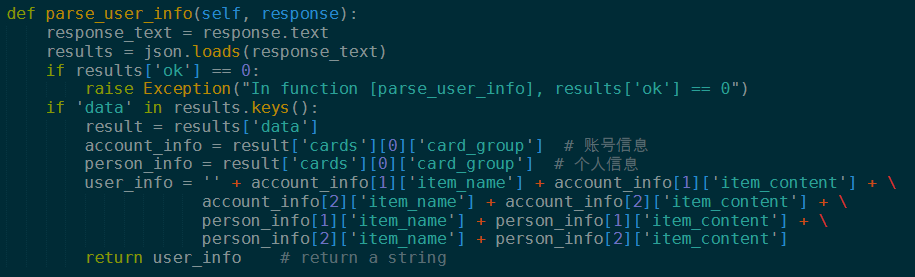 def parse_user_info(self, response):
    response_text = response.text
    results = json.loads(response_text)
    if results['ok'] == 0:
        raise Exception("In function [parse_user_info], results['ok'] == 0")
    if 'data' in results.keys():
        result = results['data']
        account_info = result['cards'][0]['card_group']  # 账号信息
        person_info = result['cards'][0]['card_group']  # 个人信息
        user_info = '' + account_info[1]['item_name'] + account_info[1]['item_content'] + \
                    account_info[2]['item_name'] + account_info[2]['item_content'] + \
                    person_info[1]['item_name'] + person_info[1]['item_content'] + \
                    person_info[2]['item_name'] + person_info[2]['item_content']
        return user_info    # return a string